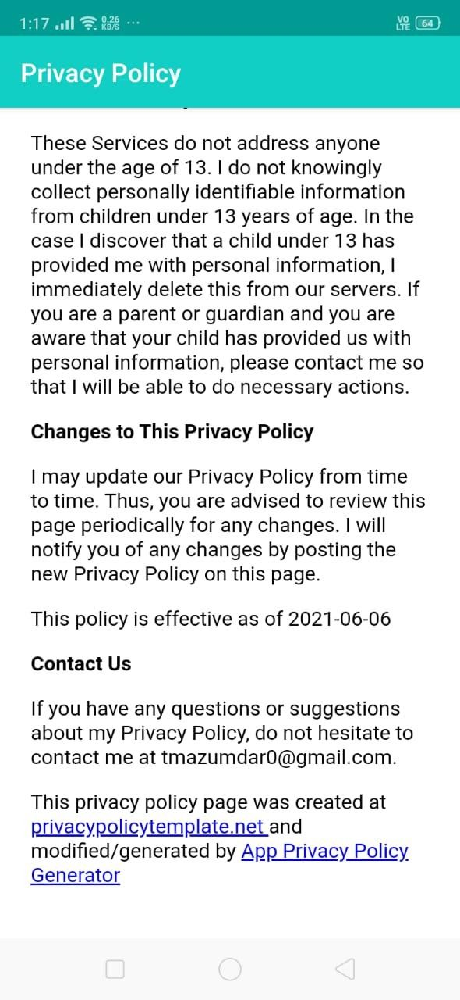 1:17
0.26
KB/S
...
VO
LTE
64
Privacy Policy
These Services do not address anyone
under the age of 13. I do not knowingly
collect personally identifiable information
from children under 13 years of age. In the
case I discover that a child under 13 has
provided me with personal information, I
immediately delete this from our servers. If
you are a parent or guardian and you are
aware that your child has provided us with
personal information, please contact me so
that I will be able to do necessary actions.
Changes to This Privacy Policy
I may update our Privacy Policy from time
to time. Thus, you are advised to review this
page periodically for any changes. I will
notify you of any changes by posting the
new Privacy Policy on this page.
This policy is effective as of 2021-06-06
Contact Us
If you have any questions or suggestions
about my Privacy Policy, do not hesitate to
contact me at tmazumdar0@gmail.com.
This privacy policy page was created at
privacypolicytemplate.net and
modified/generated by App Privacy Policy
Generator